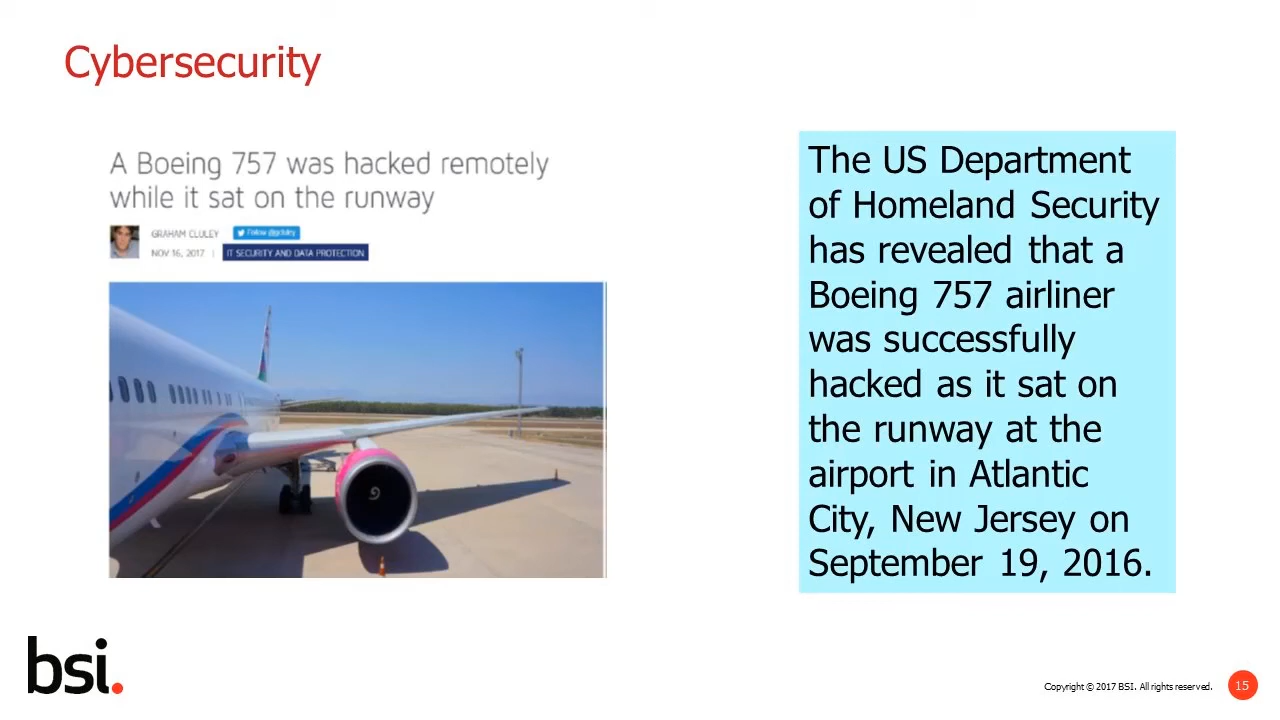 Cybersecurity
A Boeing 757 was hacked remotely
while it sat on the runway
GRAHAM CLULEY
Follow @gcluley
NOV 16, 2017 |
IT SECURITY AND DATA PROTECTION
The US Department
of Homeland Security
has revealed that a
Boeing 757 airliner
was successfully
hacked as it sat on
the runway at the
airport in Atlantic
City, New Jersey on
September 19, 2016.
bsi.
Copyright © 2017 BSI. All rights reserved.
15